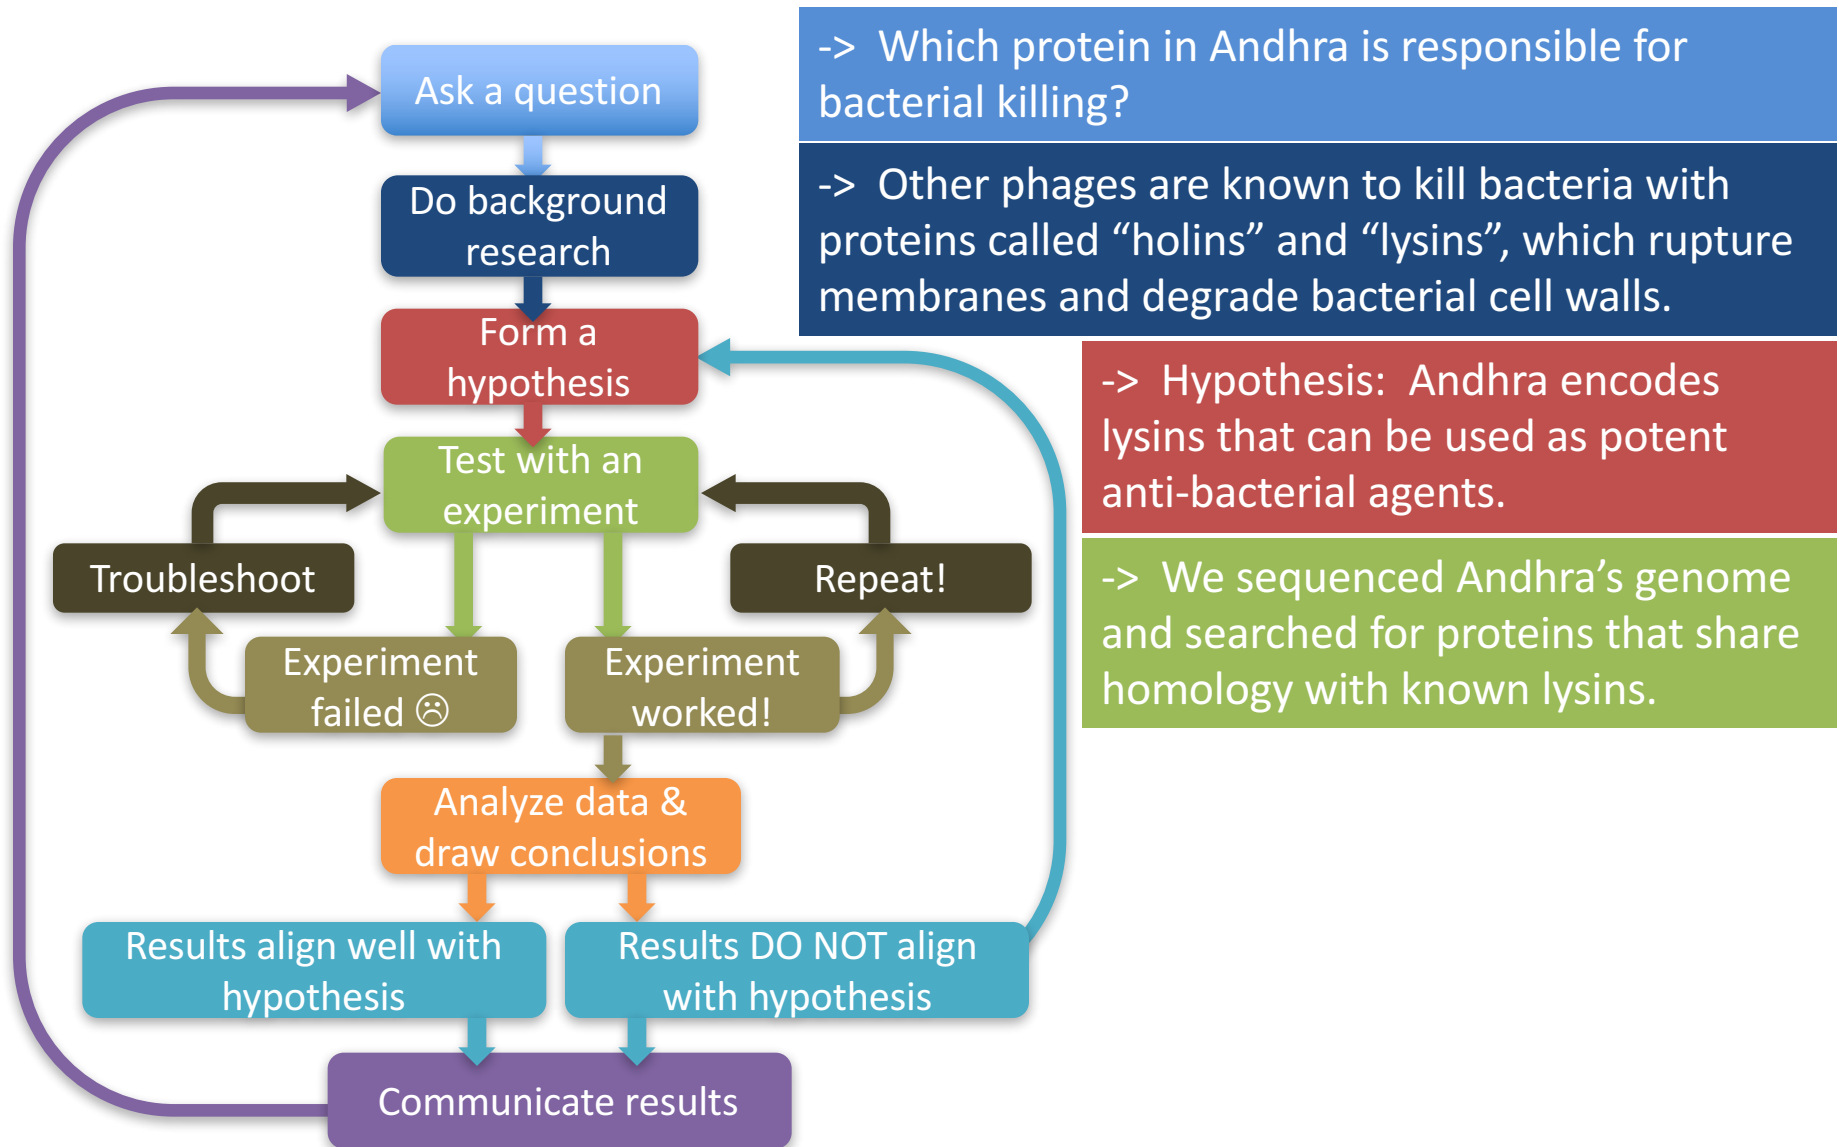 Ask a question
Do background
research
Form a
hypothesis
Test with an
experiment
Troubleshoot
Repeat!
Experiment
failed ☹
Experiment
worked!
Analyze data &
draw conclusions
Results align well with
hypothesis
Results DO NOT align
with hypothesis
Communicate results
-> Which protein in Andhra is responsible for
bacterial killing?
-> Other phages are known to kill bacteria with
proteins called “holins” and “lysins”, which rupture
membranes and degrade bacterial cell walls.
-> Hypothesis: Andhra encodes
lysins that can be used as potent
anti-bacterial agents.
-> We sequenced Andhra’s genome
and searched for proteins that share
homology with known lysins.